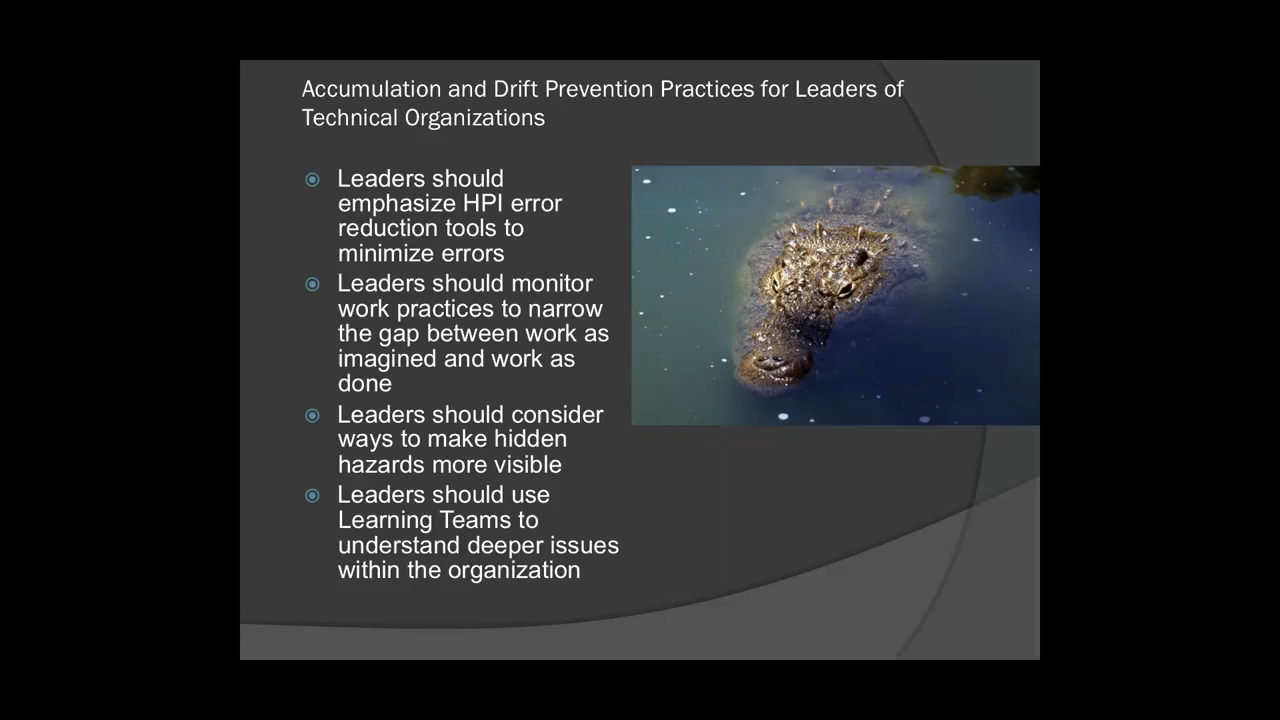 Accumulation and Drift Prevention Practices for Leaders of
Technical Organizations
Leaders should
emphasize HPI error
reduction tools to
minimize errors
Leaders should monitor
work practices to narrow
the gap between work as
imagined and work as
done
Leaders should consider
ways to make hidden
hazards more visible
Leaders should use
Learning Teams to
understand deeper issues
within the organization